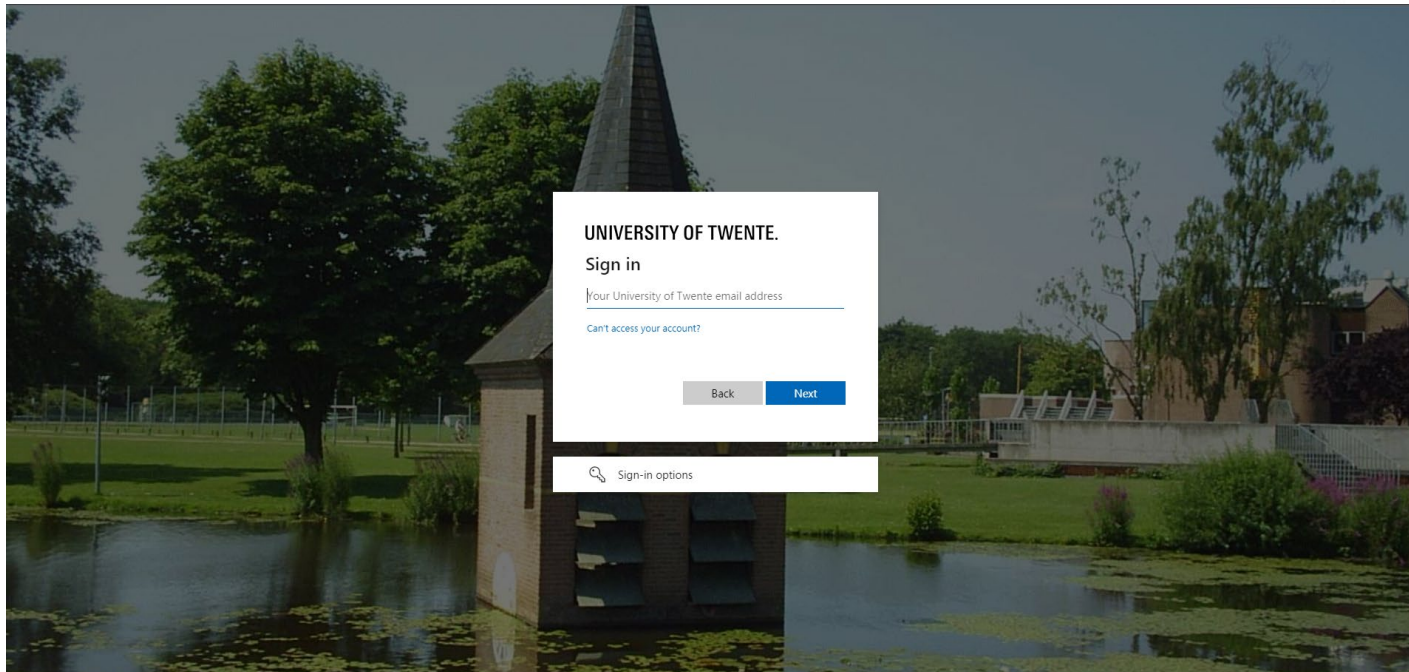 UNIVERSITY OF TWENTE.
Sign in
Your University of Twente email address
Can't access your account?
Back
Next
Sign-in options